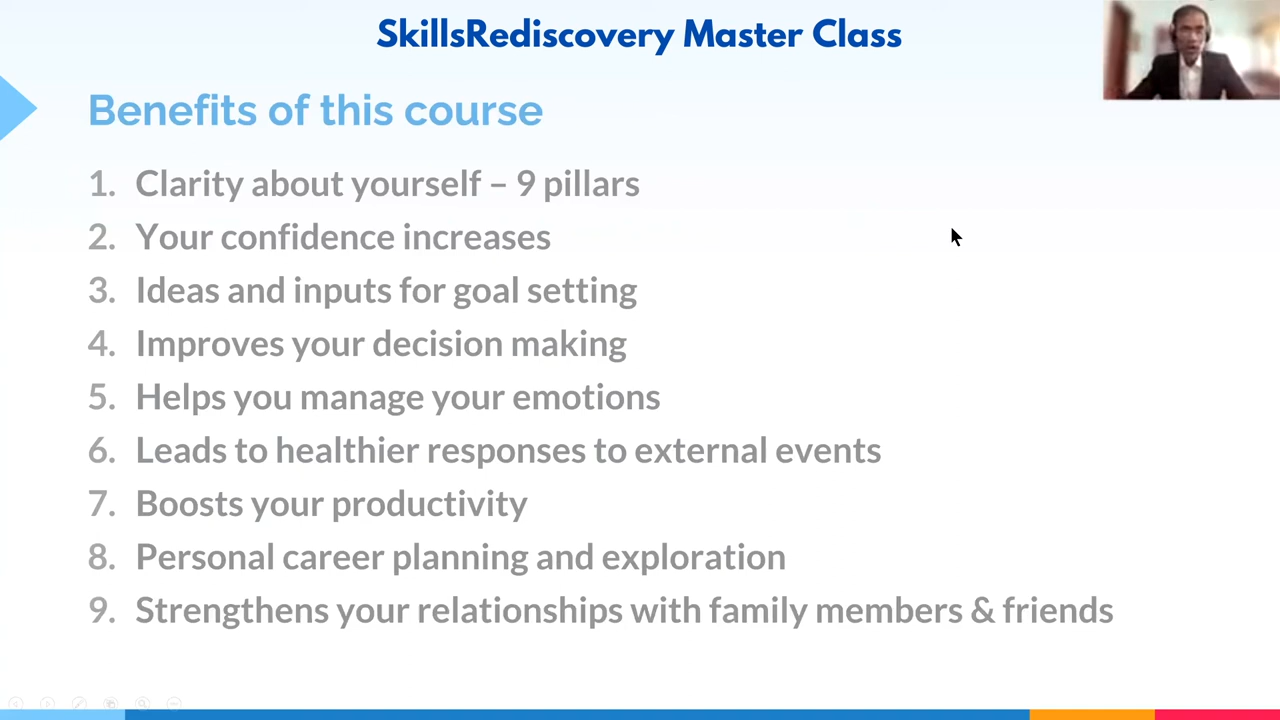 SkillsRediscovery Master Class
Benefits of this course
1. Clarity about yourself – 9 pillars
2. Your confidence increases
3. Ideas and inputs for goal setting
4. Improves your decision making
5. Helps you manage your emotions
6. Leads to healthier responses to external events
7. Boosts your productivity
8. Personal career planning and exploration
9. Strengthens your relationships with family members & friends